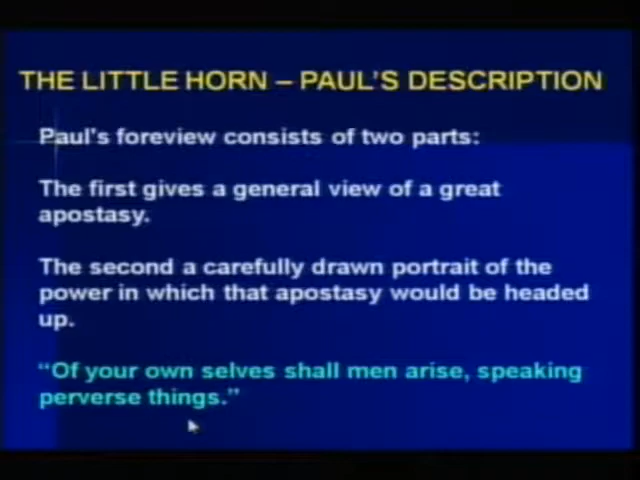 THE LITTLE HORN – PAUL'S DESCRIPTION
Paul's foreview consists of two parts:
The first gives a general view of a great
apostasy.
The second a carefully drawn portrait of the
power in which that apostasy would be headed
up.
“Of your own selves shall men arise, speaking
perverse things.”